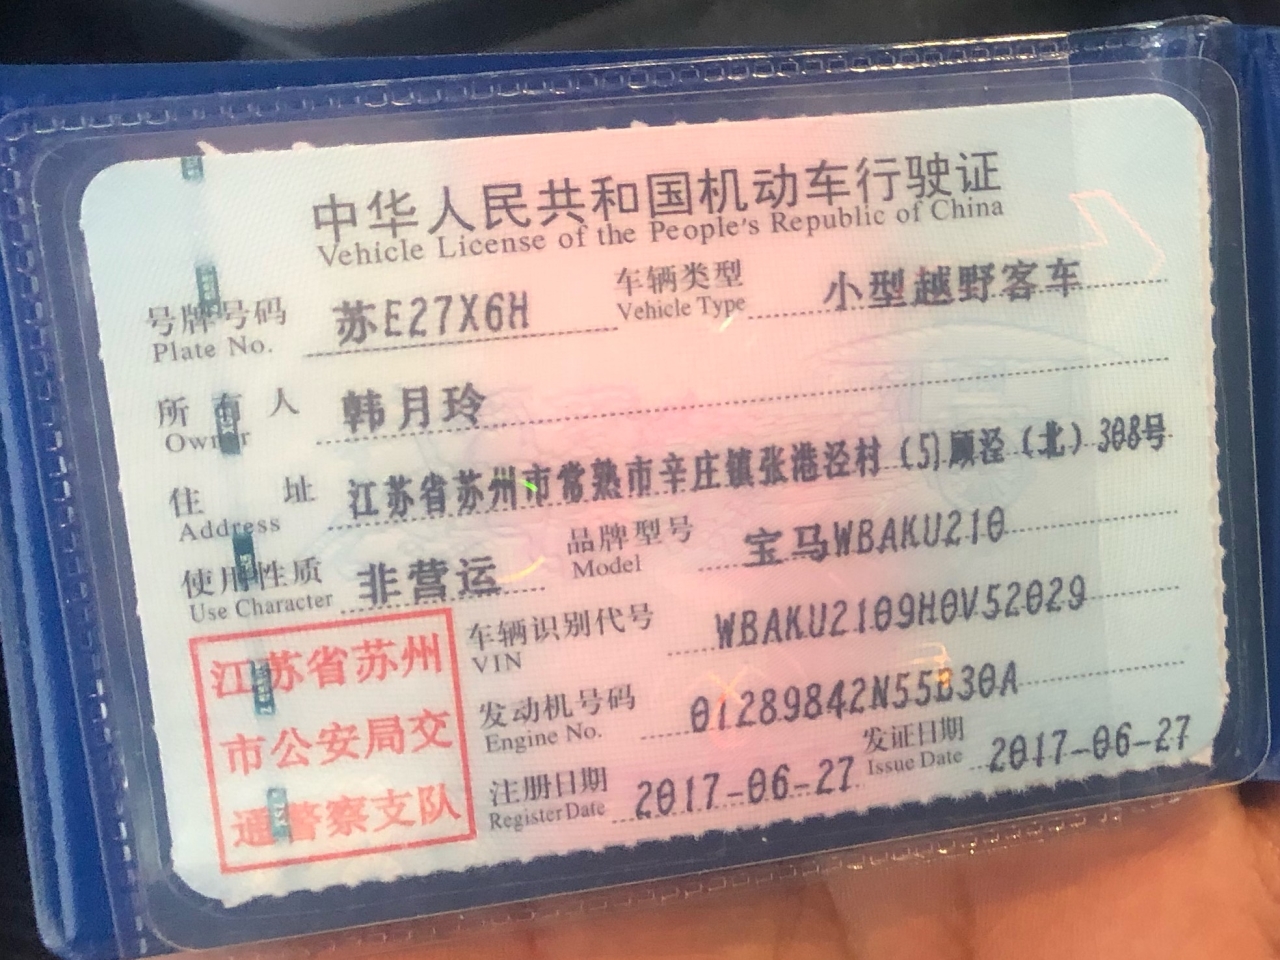 中华人民共和国机动车行驶证
Vehicle License of the People's Republic of China
号牌号码 苏E27X6H 车辆类型 小型越野客车
Plate No. Vehicle Type
所有人 韩月玲
Owner
住址 江苏省苏州市常熟市辛庄镇张港泾村(5)顾泾(北)308号
Address
使用性质 非营运 品牌型号 宝马WBAKU210
Use Character Model
车辆识别代号 WBAKU2109H0V52029
VIN
发动机号码 01289842N55B30A
Engine No.
注册日期 2017-06-27 发证日期 2017-06-27
Register Date Issue Date
江苏省苏州
市公安局交
通警察支队